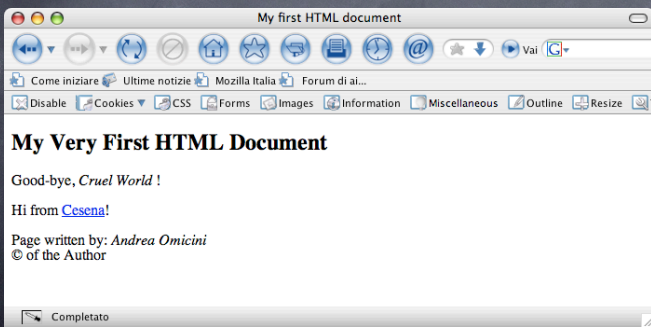 My first HTML document
Vai G
Come iniziare Ultime notizie Mozilla Italia Forum di ai...
Disable Cookies CSS Forms Images Information Miscellaneous Outline Resize
My Very First HTML Document
Good-bye, Cruel World !
Hi from Cesena!
Page written by: Andrea Omicini
© of the Author
Completato